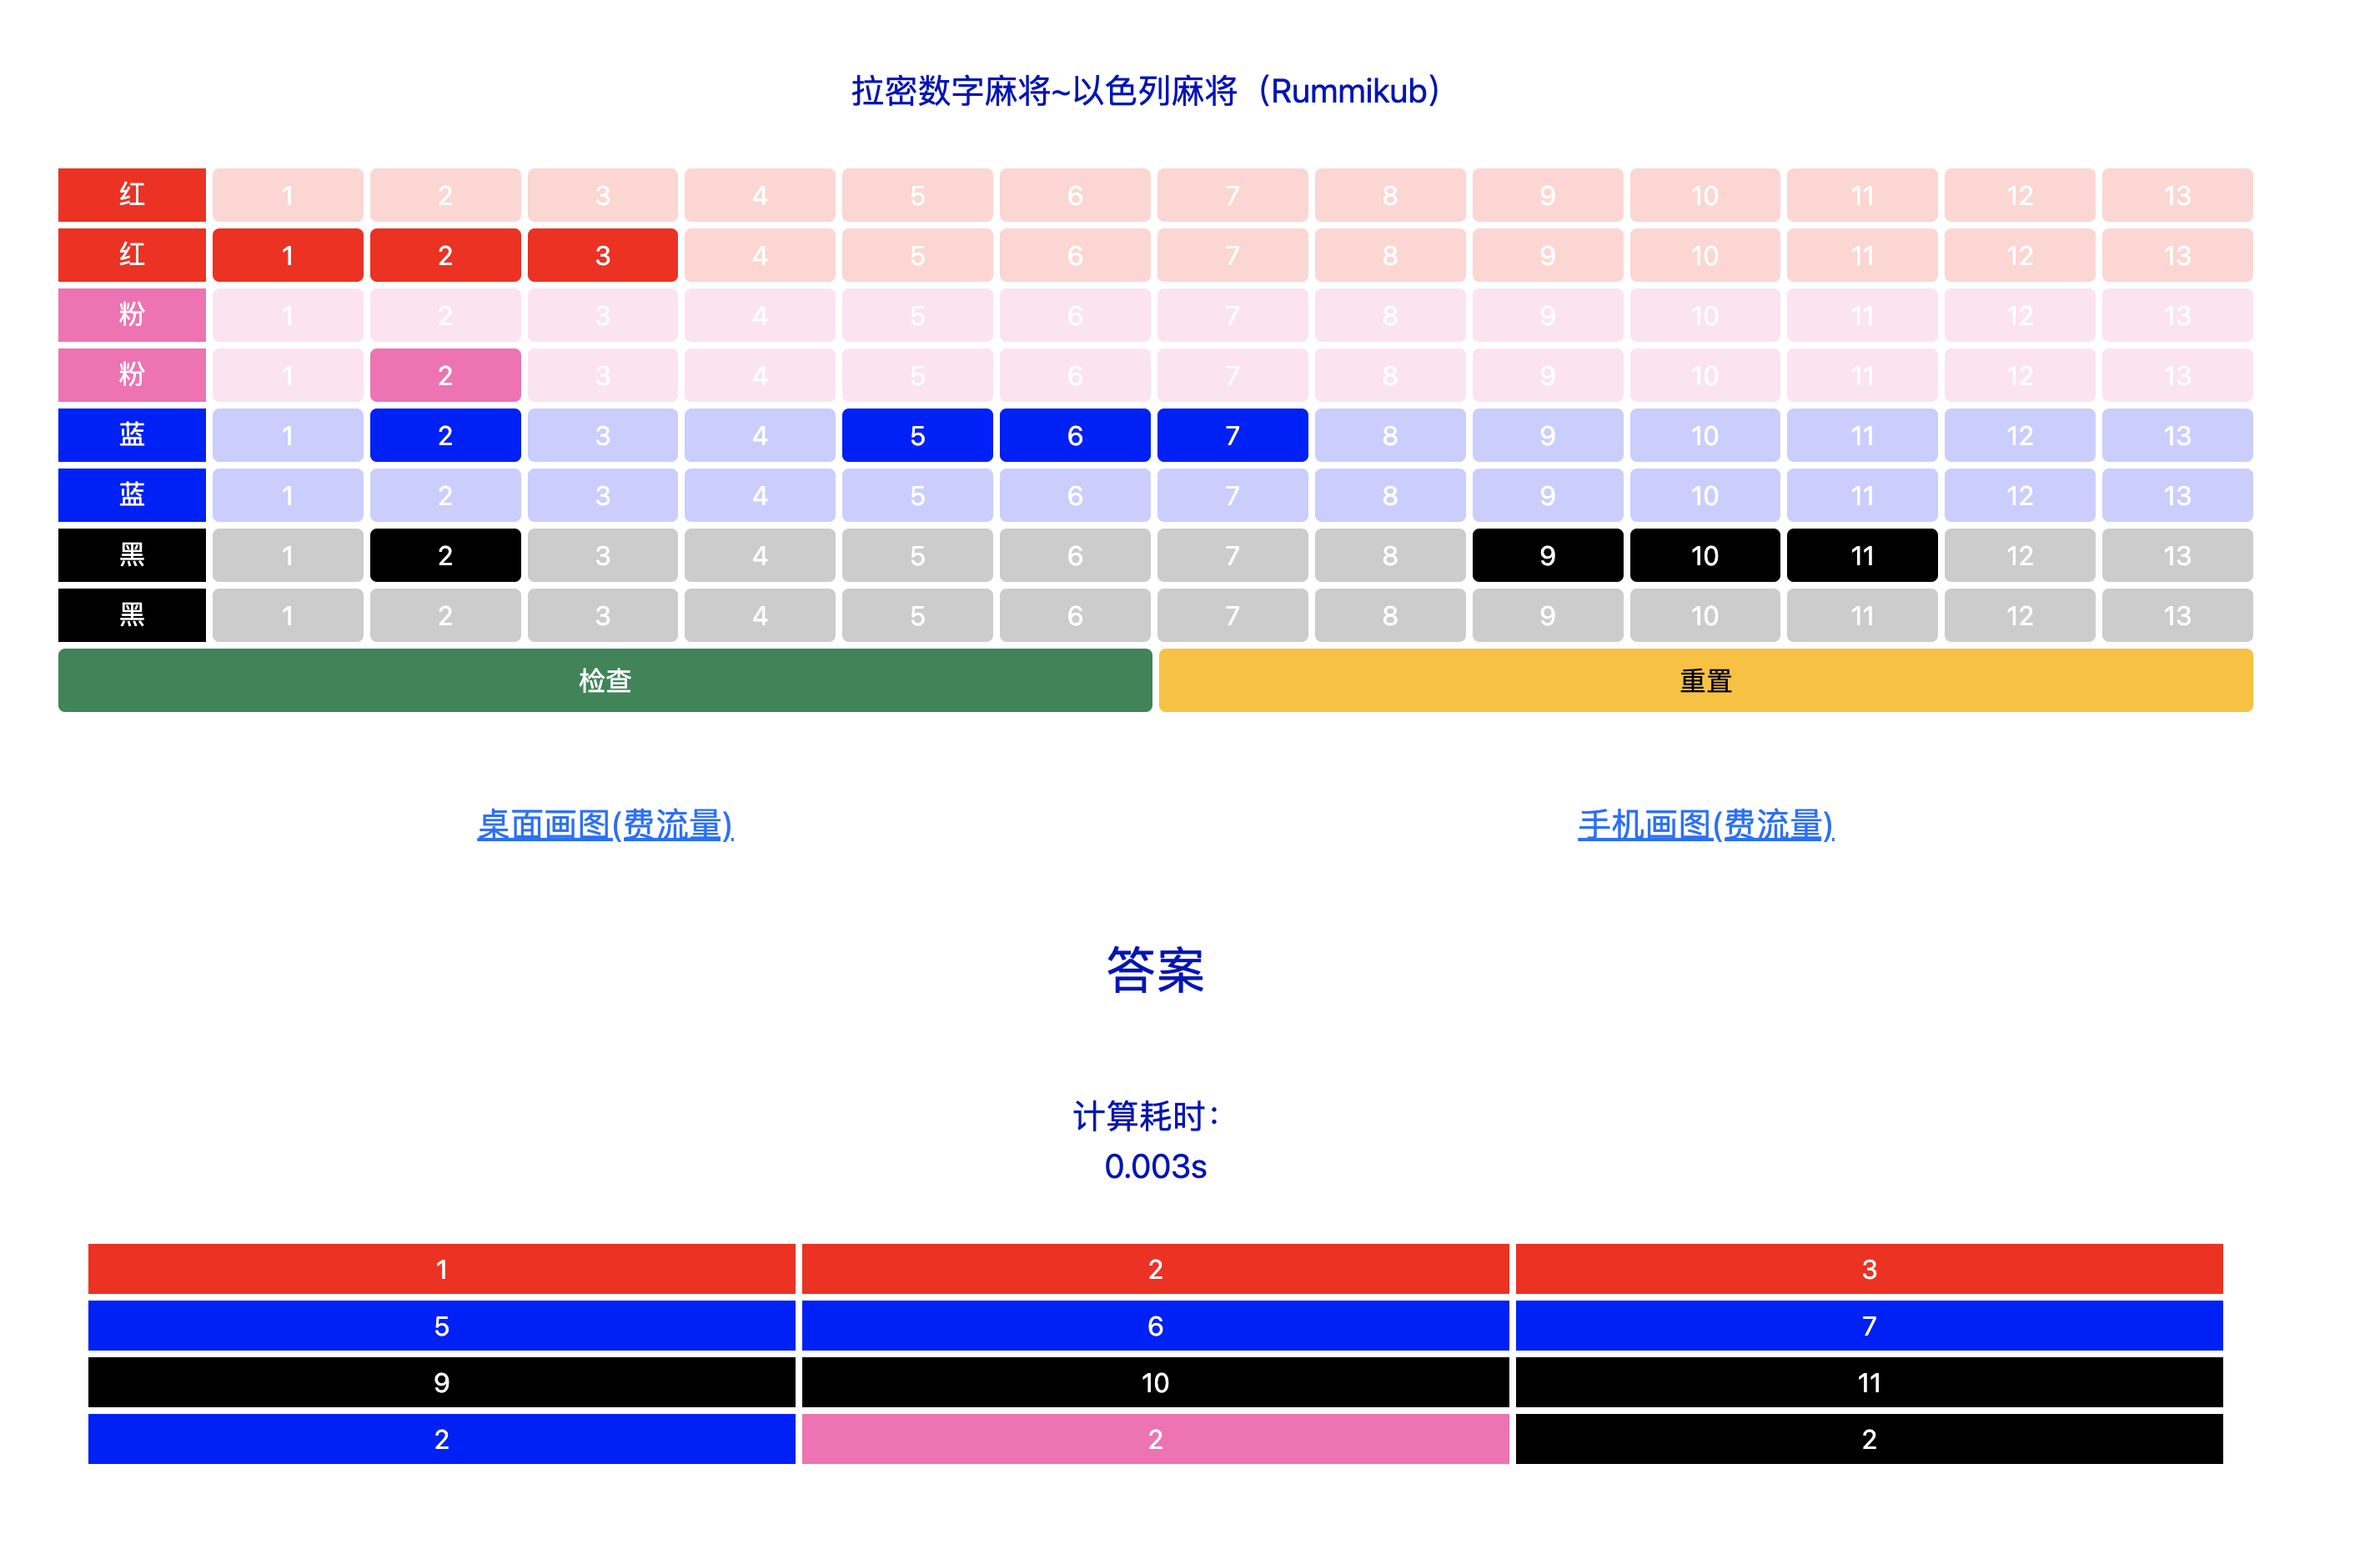 拉密数字麻将~以色列麻将（Rummikub）
红 1 2 3 4 5 6 7 8 9 10 11 12 13
红 1 2 3 4 5 6 7 8 9 10 11 12 13
粉 1 2 3 4 5 6 7 8 9 10 11 12 13
粉 1 2 3 4 5 6 7 8 9 10 11 12 13
蓝 1 2 3 4 5 6 7 8 9 10 11 12 13
蓝 1 2 3 4 5 6 7 8 9 10 11 12 13
黑 1 2 3 4 5 6 7 8 9 10 11 12 13
黑 1 2 3 4 5 6 7 8 9 10 11 12 13
检查 重置
桌面画图(费流量) 手机画图(费流量)
答案
计算耗时：
0.003s
1 2 3
5 6 7
9 10 11
2 2 2